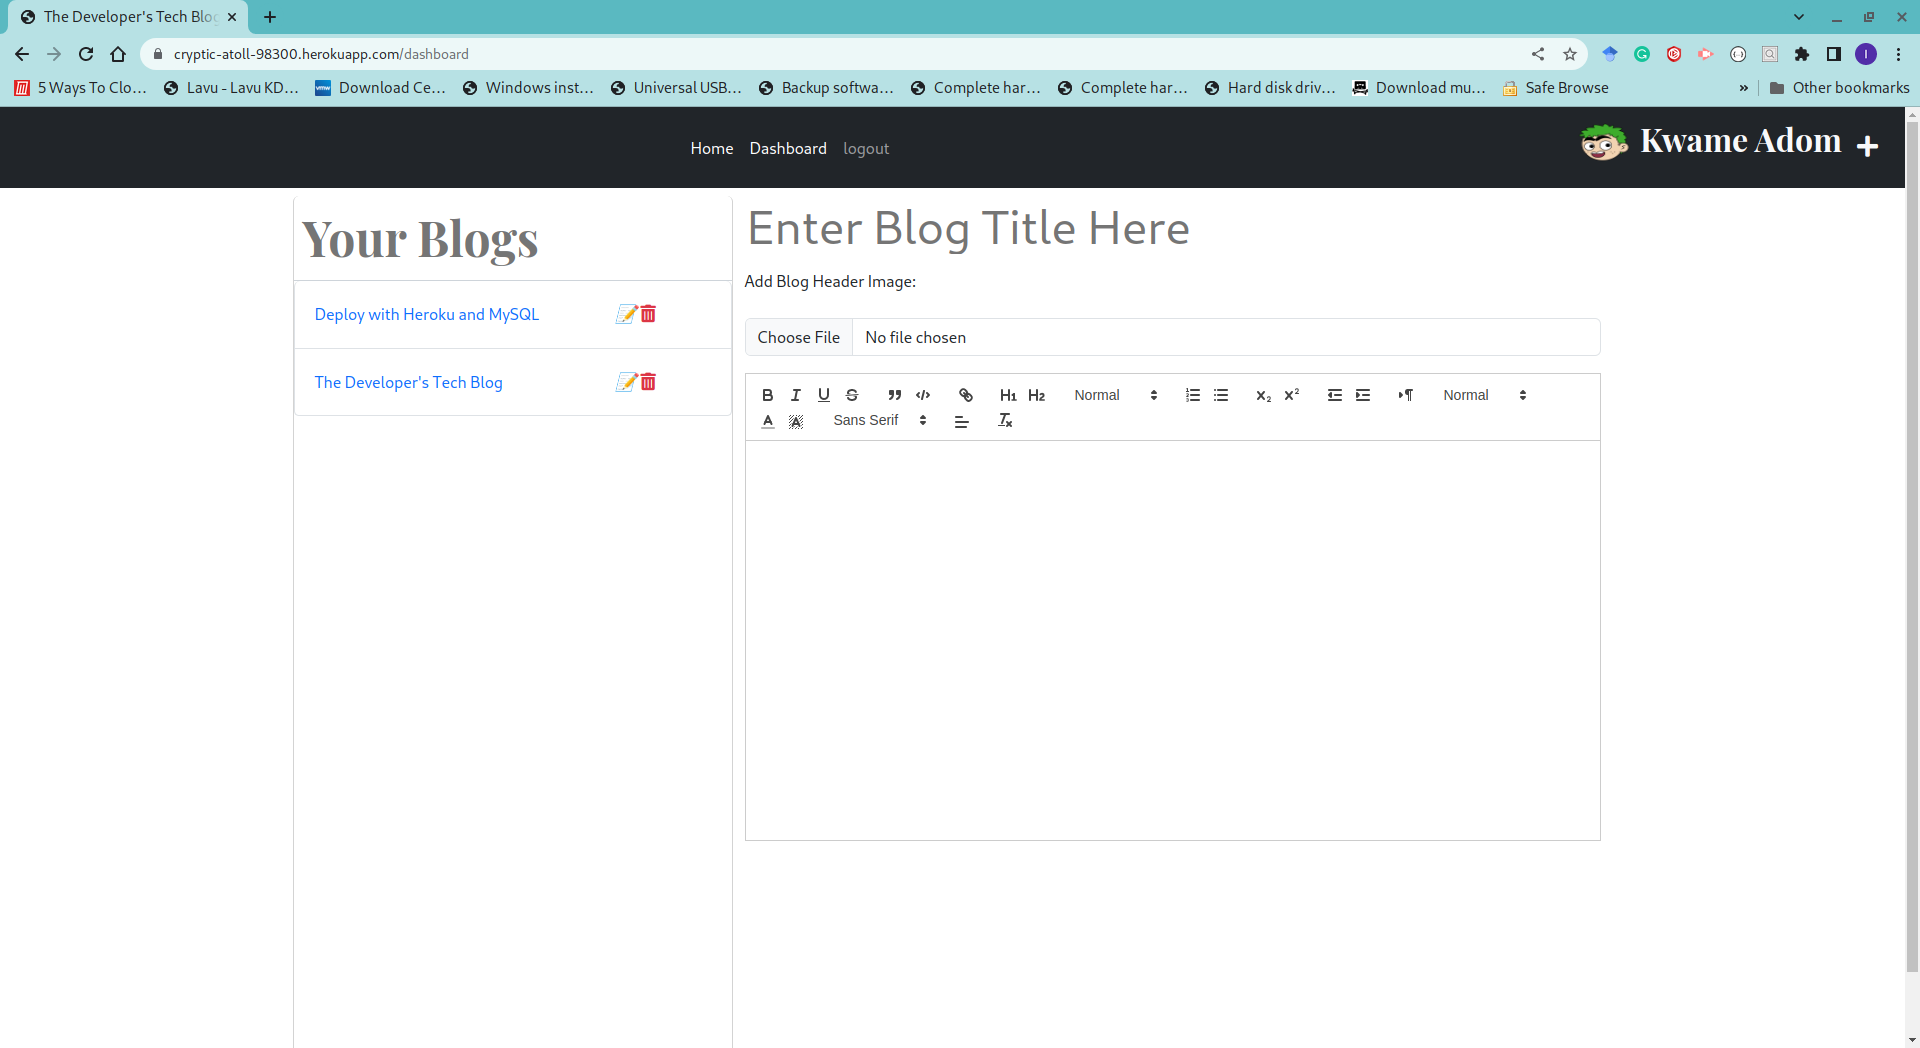 The Developer's Tech Blog
cryptic-atoll-98300.herokuapp.com/dashboard
5 Ways To Clo...
Lavu - Lavu KD...
Download Ce...
Windows inst...
Universal USB...
Backup softwa...
Complete har...
Complete har...
Hard disk driv...
Download mu...
Safe Browse
»
Other bookmarks
Home Dashboard logout
Kwame Adom +
Your Blogs
Deploy with Heroku and MySQL
The Developer's Tech Blog
Enter Blog Title Here
Add Blog Header Image:
Choose File No file chosen
B I U S H1 H2 Normal x2 x2 Normal
A A Sans Serif Tx